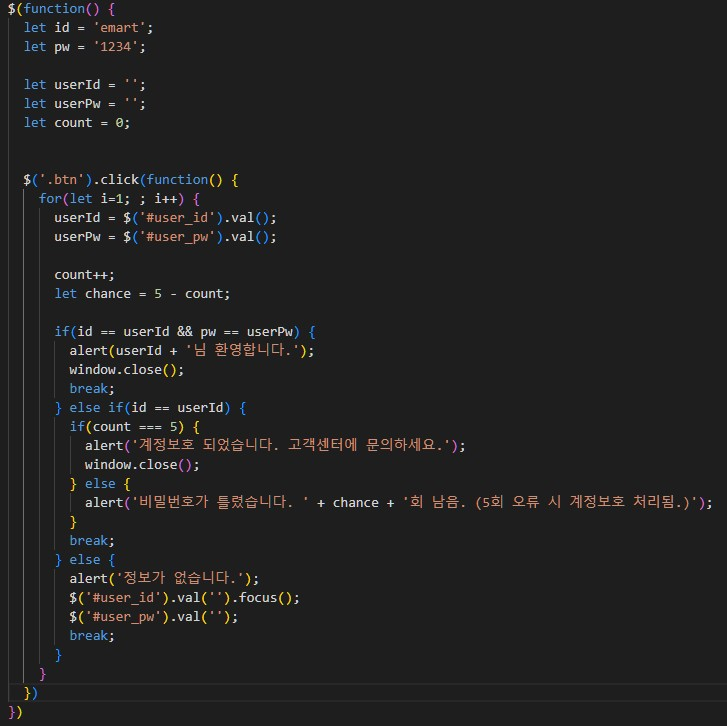 $(function() {
let id = 'emart';
let pw = '1234';
let userId = '';
let userPw = '';
let count = 0;
$('.btn').click(function() {
for(let i=1; ; i++) {
userId = $('#user_id').val();
userPw = $('#user_pw').val();
count++;
let chance = 5 - count;
if(id == userId && pw == userPw) {
alert(userId + '님 환영합니다.');
window.close();
break;
} else if(id == userId) {
if(count === 5) {
alert('계정보호 되었습니다. 고객센터에 문의하세요.');
window.close();
} else {
alert('비밀번호가 틀렸습니다. ' + chance + '회 남음. (5회 오류 시 계정보호 처리됨.)');
}
break;
} else {
alert('정보가 없습니다.');
$('#user_id').val('').focus();
$('#user_pw').val('');
break;
}
}
})
})